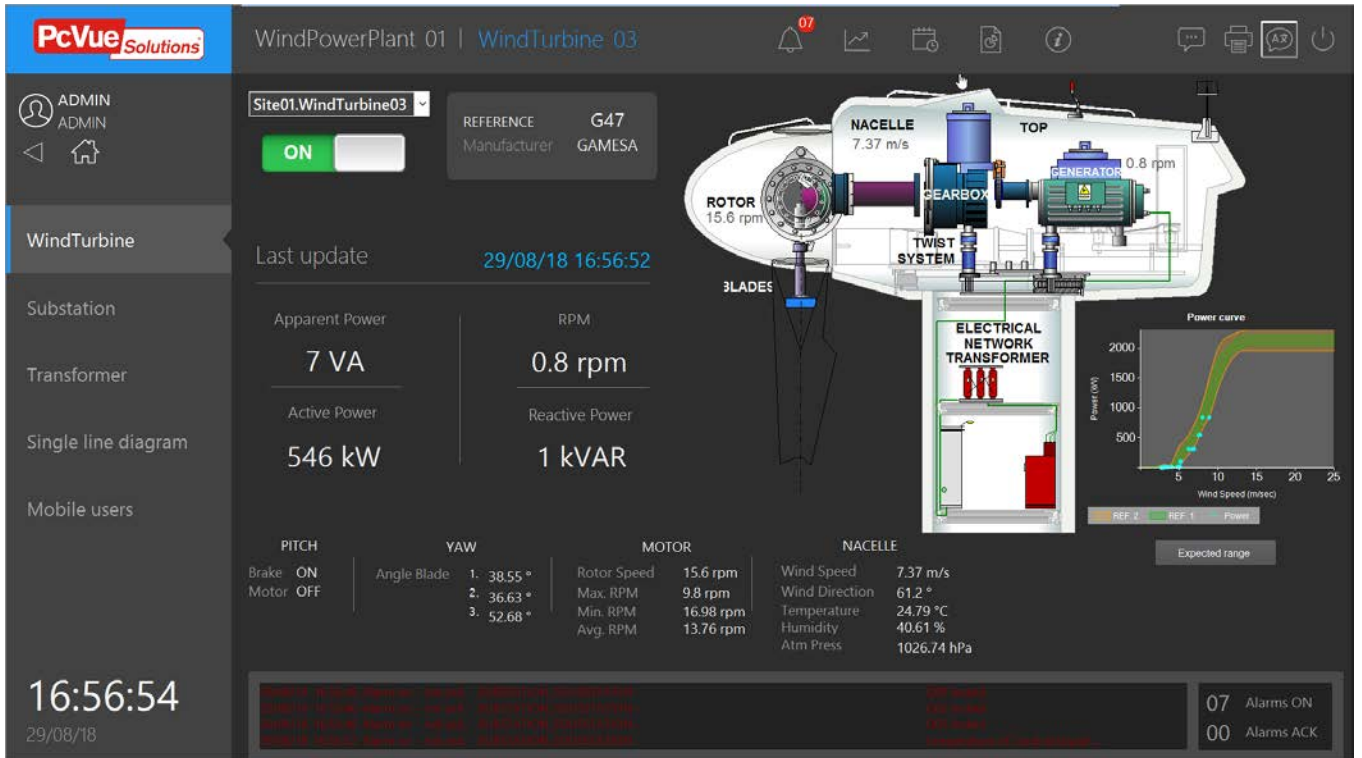 PcVue Solutions
WindPowerPlant 01 | WindTurbine 03
07
ADMIN
ADMIN
WindTurbine
Substation
Transformer
Single line diagram
Mobile users
16:56:54
29/08/18
Site01.WindTurbine03
ON
REFERENCE G47
Manufacturer GAMESA
Last update 29/08/18 16:56:52
Apparent Power RPM
7 VA 0.8 rpm
Active Power Reactive Power
546 kW 1 kVAR
NACELLE
7.37 m/s
TOP
GENERATOR
0.8 rpm
GEARBOX
ROTOR
15.6 rpm
TWIST
SYSTEM
BLADES
ELECTRICAL
NETWORK
TRANSFORMER
Power curve
Power (kW)
2000
1500
1000
500
5 10 15 20 25
Wind Speed (m/sec)
REF. 2 REF. 1 Power
Expected range
PITCH
Brake ON
Motor OFF
YAW
Angle Blade 1. 38.55 °
2. 36.63 °
3. 52.68 °
MOTOR
Rotor Speed 15.6 rpm
Max. RPM 9.8 rpm
Min. RPM 16.98 rpm
Avg. RPM 13.76 rpm
NACELLE
Wind Speed 7.37 m/s
Wind Direction 61.2 °
Temperature 24.79 °C
Humidity 40.61 %
Atm Press 1026.74 hPa
07 Alarms ON
00 Alarms ACK